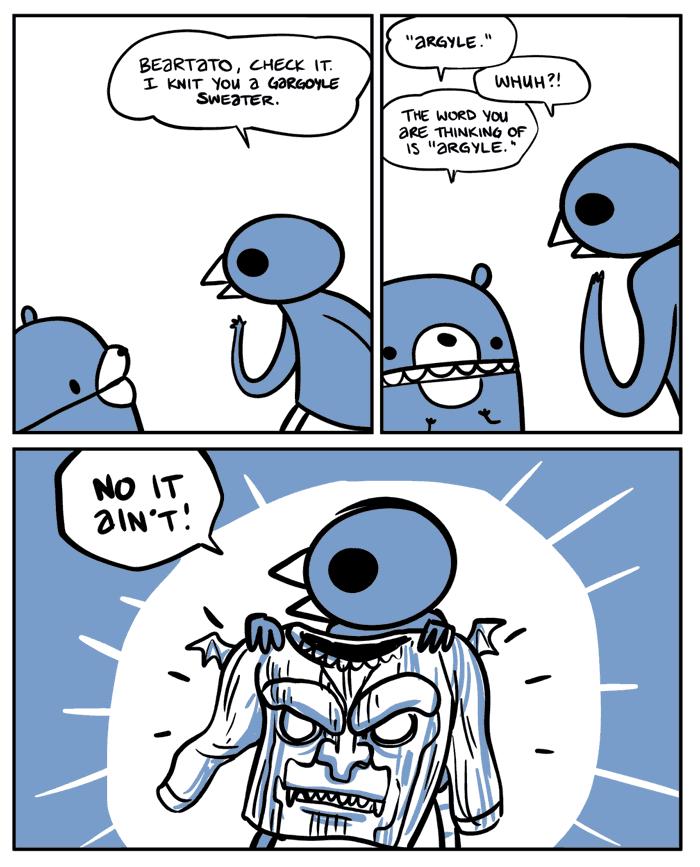 BEARTATO, CHECK IT.
I KNIT YOU A GARGOYLE
SWEATER.
"ARGYLE."
WHUH?!
THE WORD YOU
ARE THINKING OF
IS "ARGYLE."
NO IT
AIN'T!